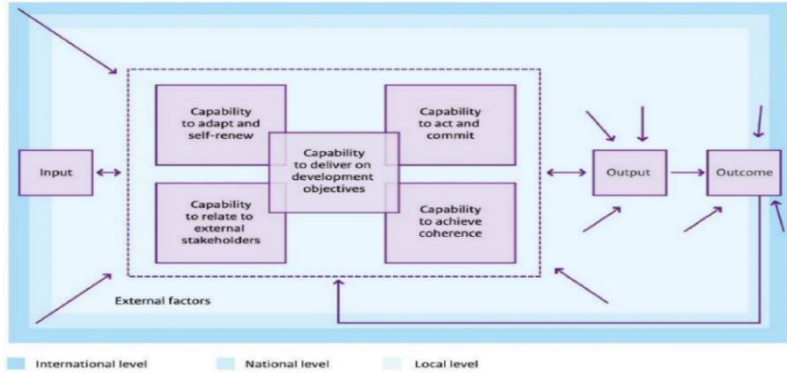 Capability
to adapt and
self-renew
Capability
to act and
commit
Capability
to deliver on
development
objectives
Input
Output
Outcome
Capability
to relate to
external
stakeholders
Capability
to achieve
coherence
External factors
International level
National level
Local level